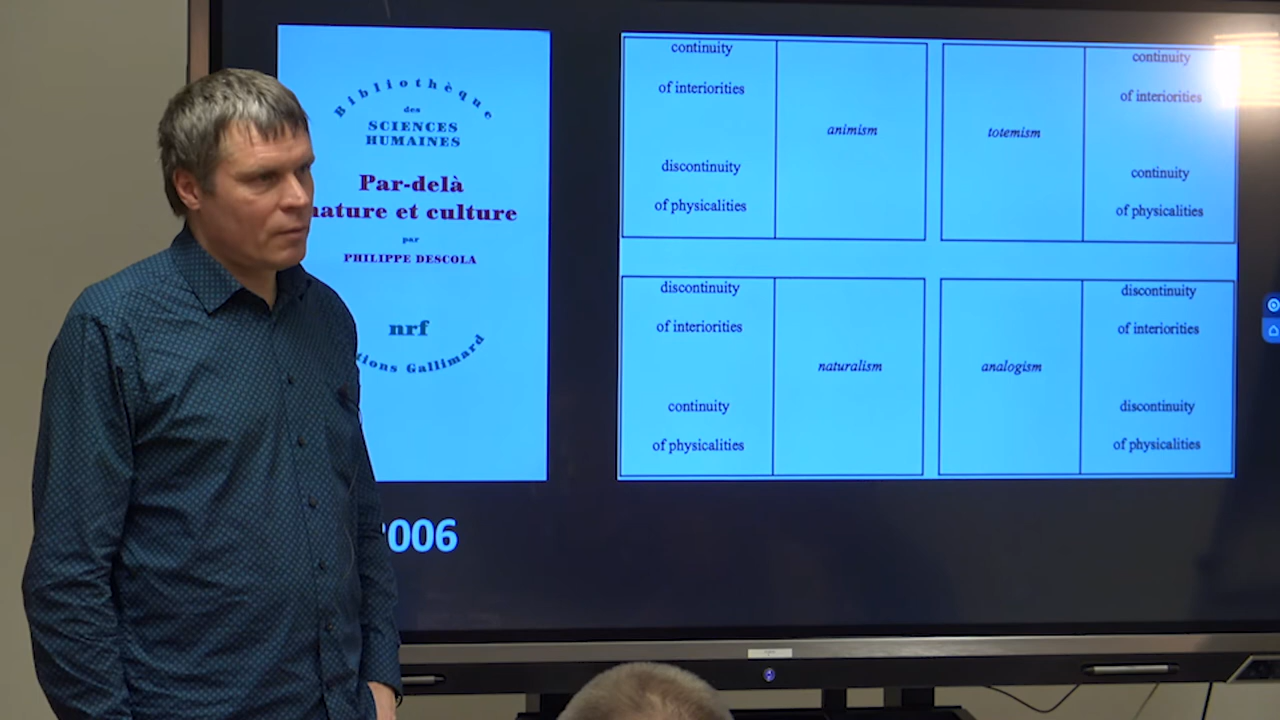 Bibliothèque
des
SCIENCES
HUMAINES
Par-delà
nature et culture
par
PHILIPPE DESCOLA
nrf
Gallimard
006
continuity
of interiorities
discontinuity
of physicalities
animism
totemism
continuity
of interiorities
continuity
of physicalities
discontinuity
of interiorities
continuity
of physicalities
naturalism
analogism
discontinuity
of interiorities
discontinuity
of physicalities